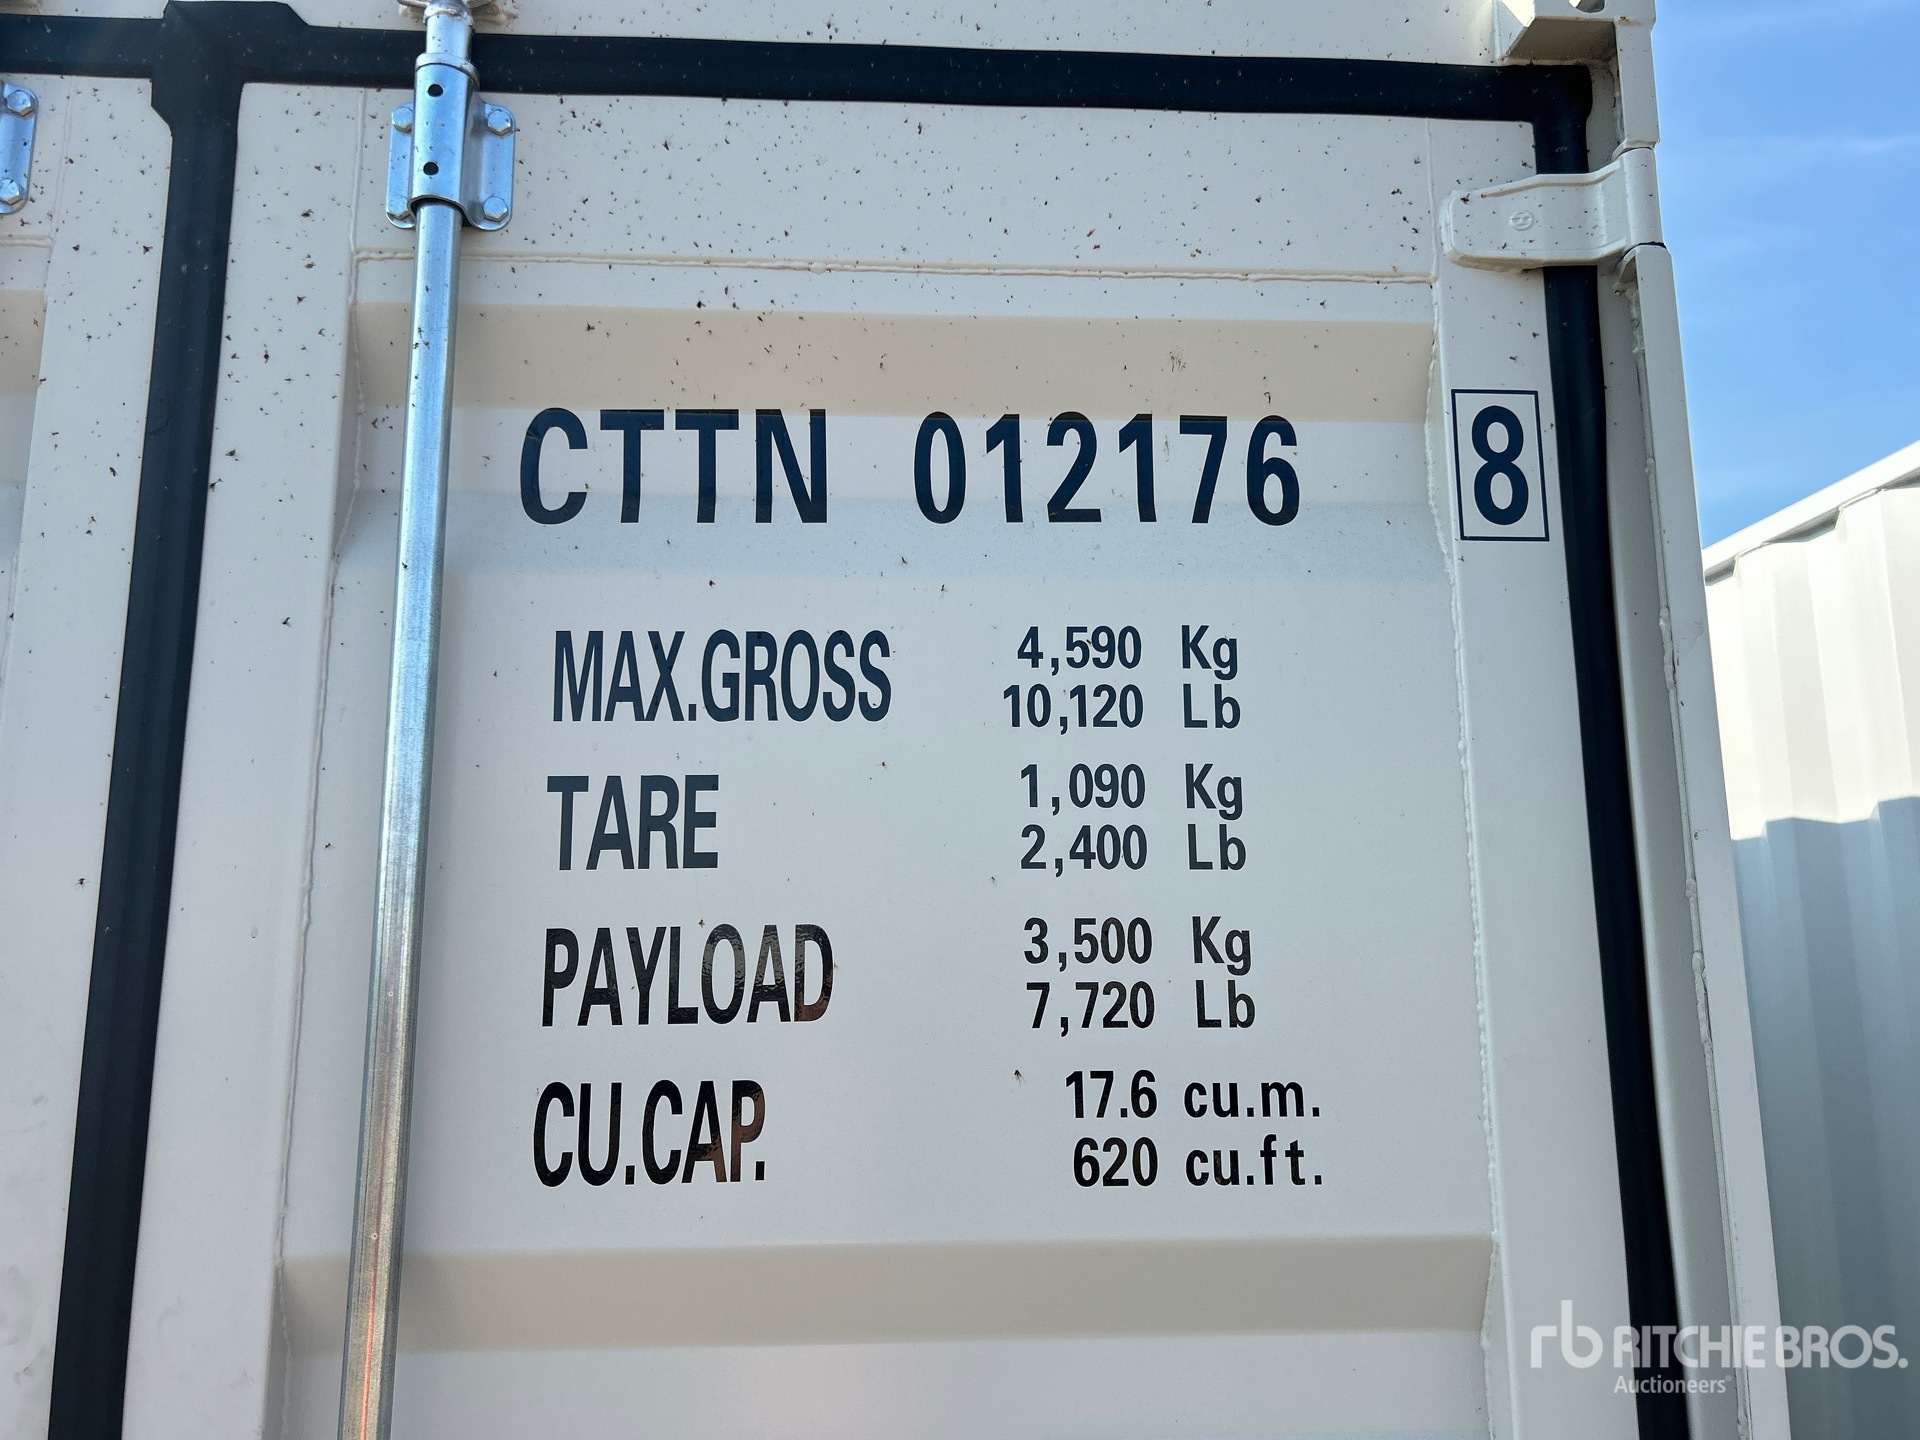 CTTN 012176 8
MAX.GROSS 4,590 Kg
10,120 Lb
TARE 1,090 Kg
2,400 Lb
PAYLOAD 3,500 Kg
7,720 Lb
CU.CAP. 17.6 cu.m.
620 cu.ft.
rb RITCHIE BROS.
Auctioneers